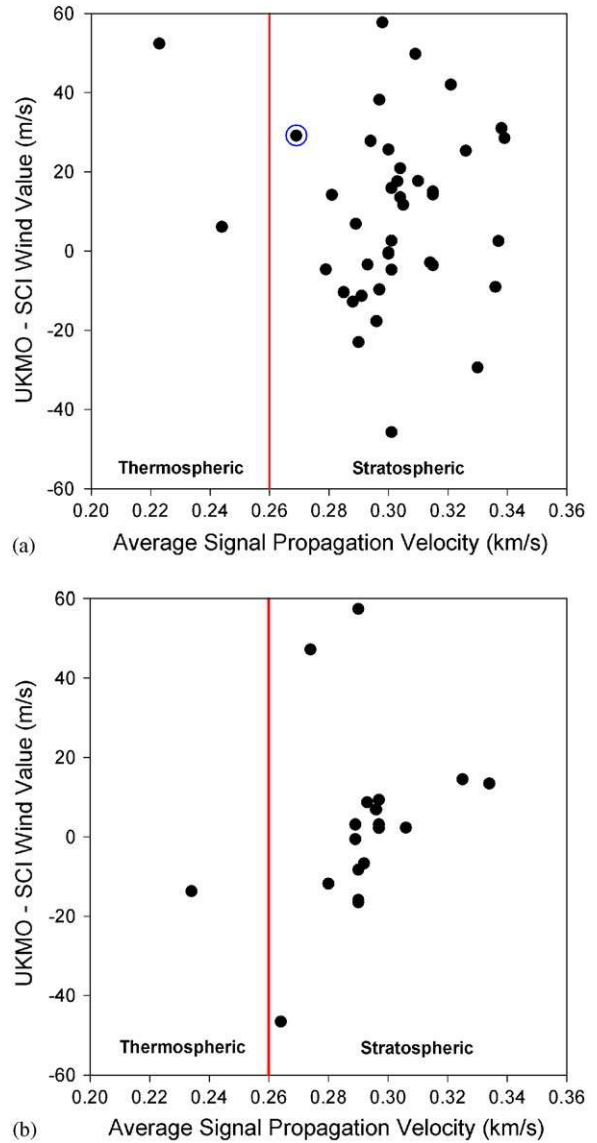 60
40
20
0
-20
-40
-60
UKMO - SCI Wind Value (m/s)
Thermospheric Stratospheric
0.20 0.22 0.24 0.26 0.28 0.30 0.32 0.34 0.36
(a) Average Signal Propagation Velocity (km/s)
60
40
20
0
-20
-40
-60
UKMO - SCI Wind Value (m/s)
Thermospheric Stratospheric
0.20 0.22 0.24 0.26 0.28 0.30 0.32 0.34 0.36
(b) Average Signal Propagation Velocity (km/s)